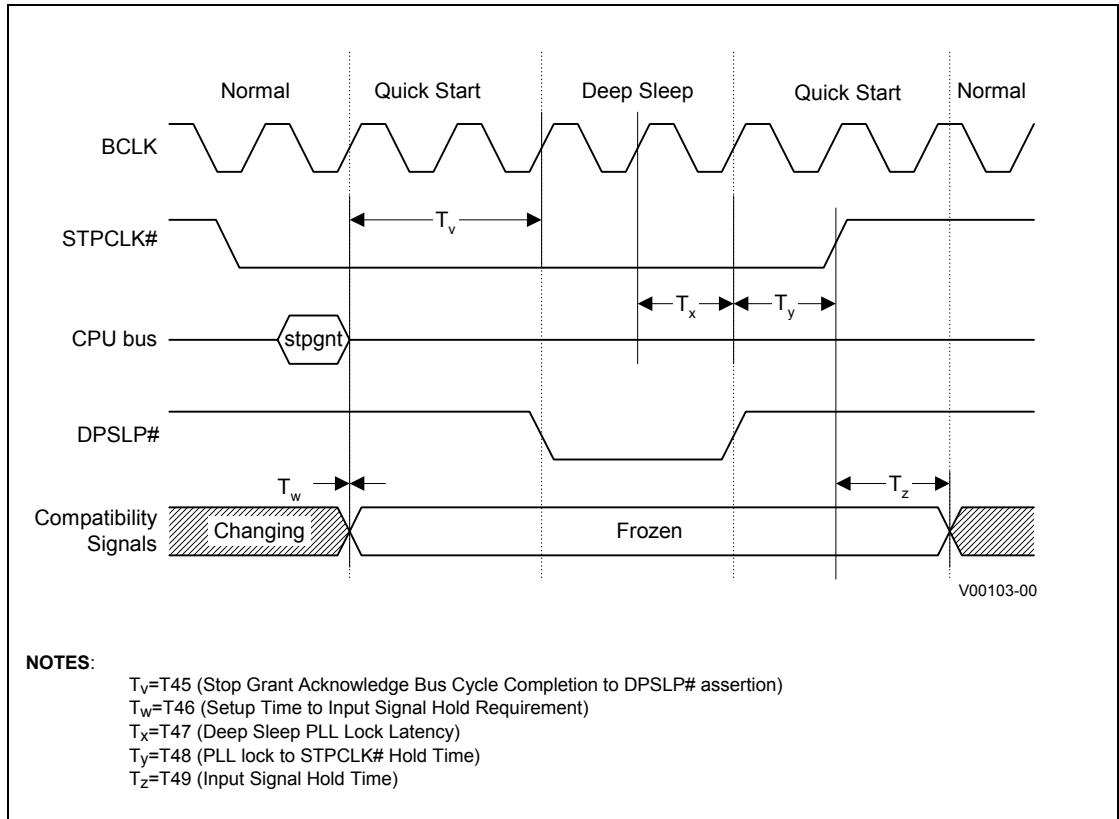 Normal Quick Start Deep Sleep Quick Start Normal
BCLK
Tv
STPCLK#
Tx Ty
CPU bus stpgnt
DPSLP#
Tw Tz
Compatibility
Signals
Changing Frozen
V00103-00
NOTES:
Tv=T45 (Stop Grant Acknowledge Bus Cycle Completion to DPSLP# assertion)
Tw=T46 (Setup Time to Input Signal Hold Requirement)
Tx=T47 (Deep Sleep PLL Lock Latency)
Ty=T48 (PLL lock to STPCLK# Hold Time)
Tz=T49 (Input Signal Hold Time)